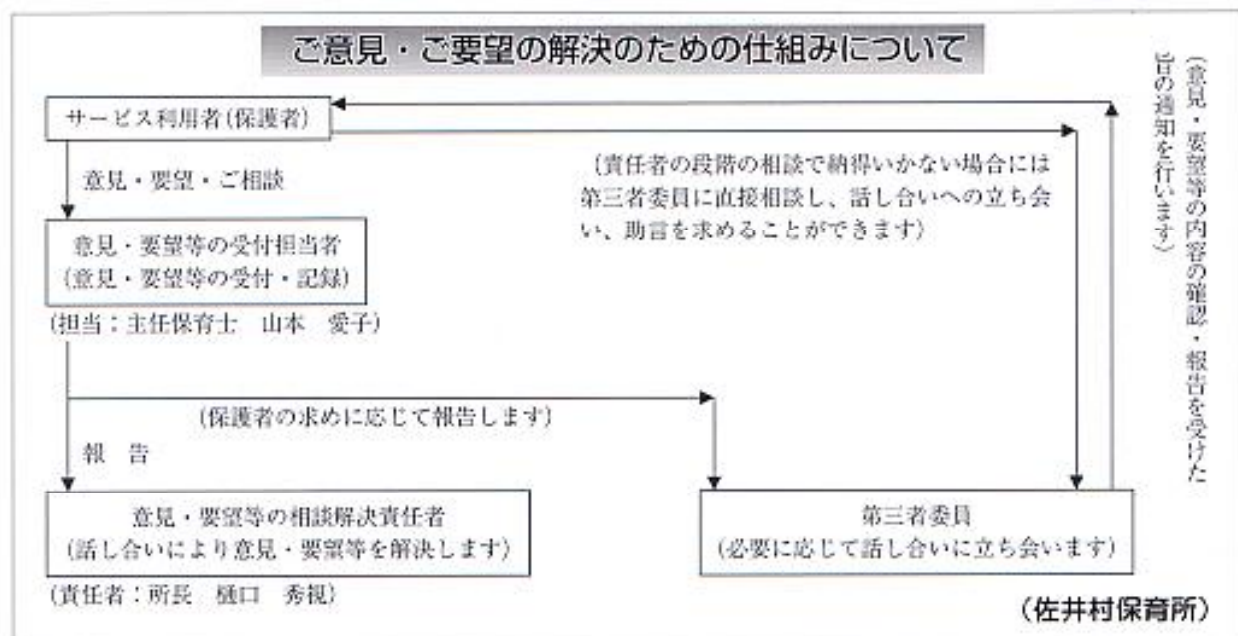 ご意見・ご要望の解決のための仕組みについて
サービス利用者(保護者)
意見・要望・ご相談
(責任者の段階の相談で納得いかない場合には
第三者委員に直接相談し、話し合いへの立ち会
い、助言を求めることができます)
(意見・要望等の内容の確認・報告を受けた
旨の通知を行います)
意見・要望等の受付担当者
(意見・要望等の受付・記録)
(担当：主任保育士　山本　愛子)
(保護者の求めに応じて報告します)
報　告
意見・要望等の相談解決責任者
(話し合いにより意見・要望等を解決します)
(責任者：所長　樋口　秀視)
第三者委員
(必要に応じて話し合いに立ち会います)
(佐井村保育所)